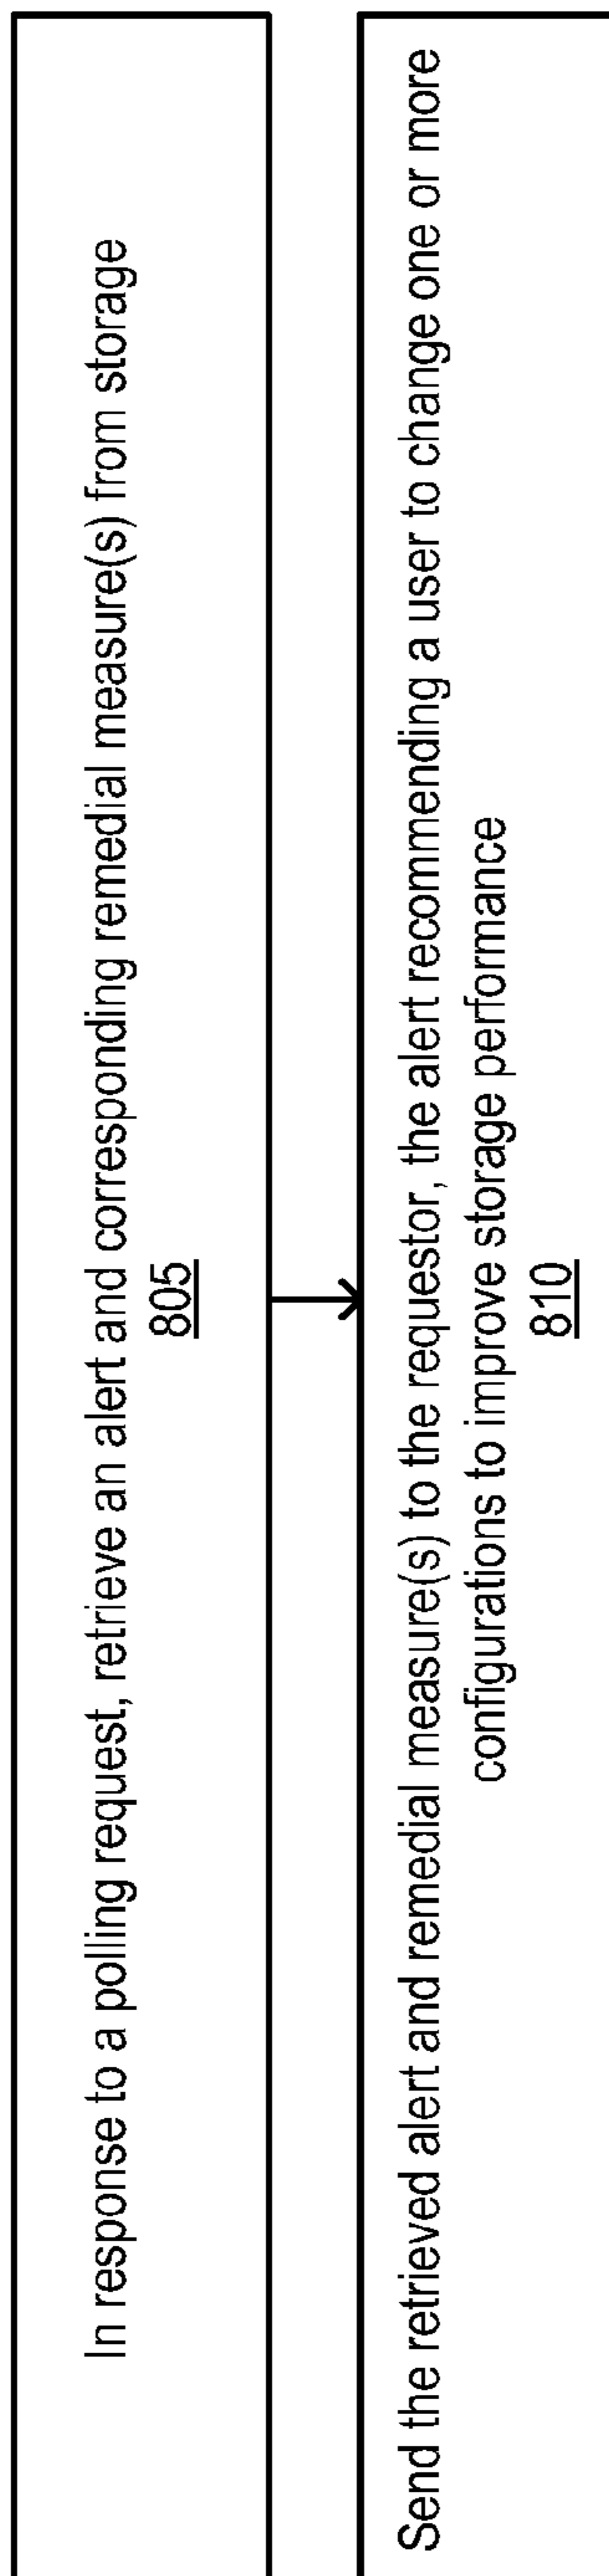 In response to a polling request, retrieve an alert and corresponding remedial measure(s) from storage
805
Send the retrieved alert and remedial measure(s) to the requestor, the alert recommending a user to change one or more
configurations to improve storage performance
810